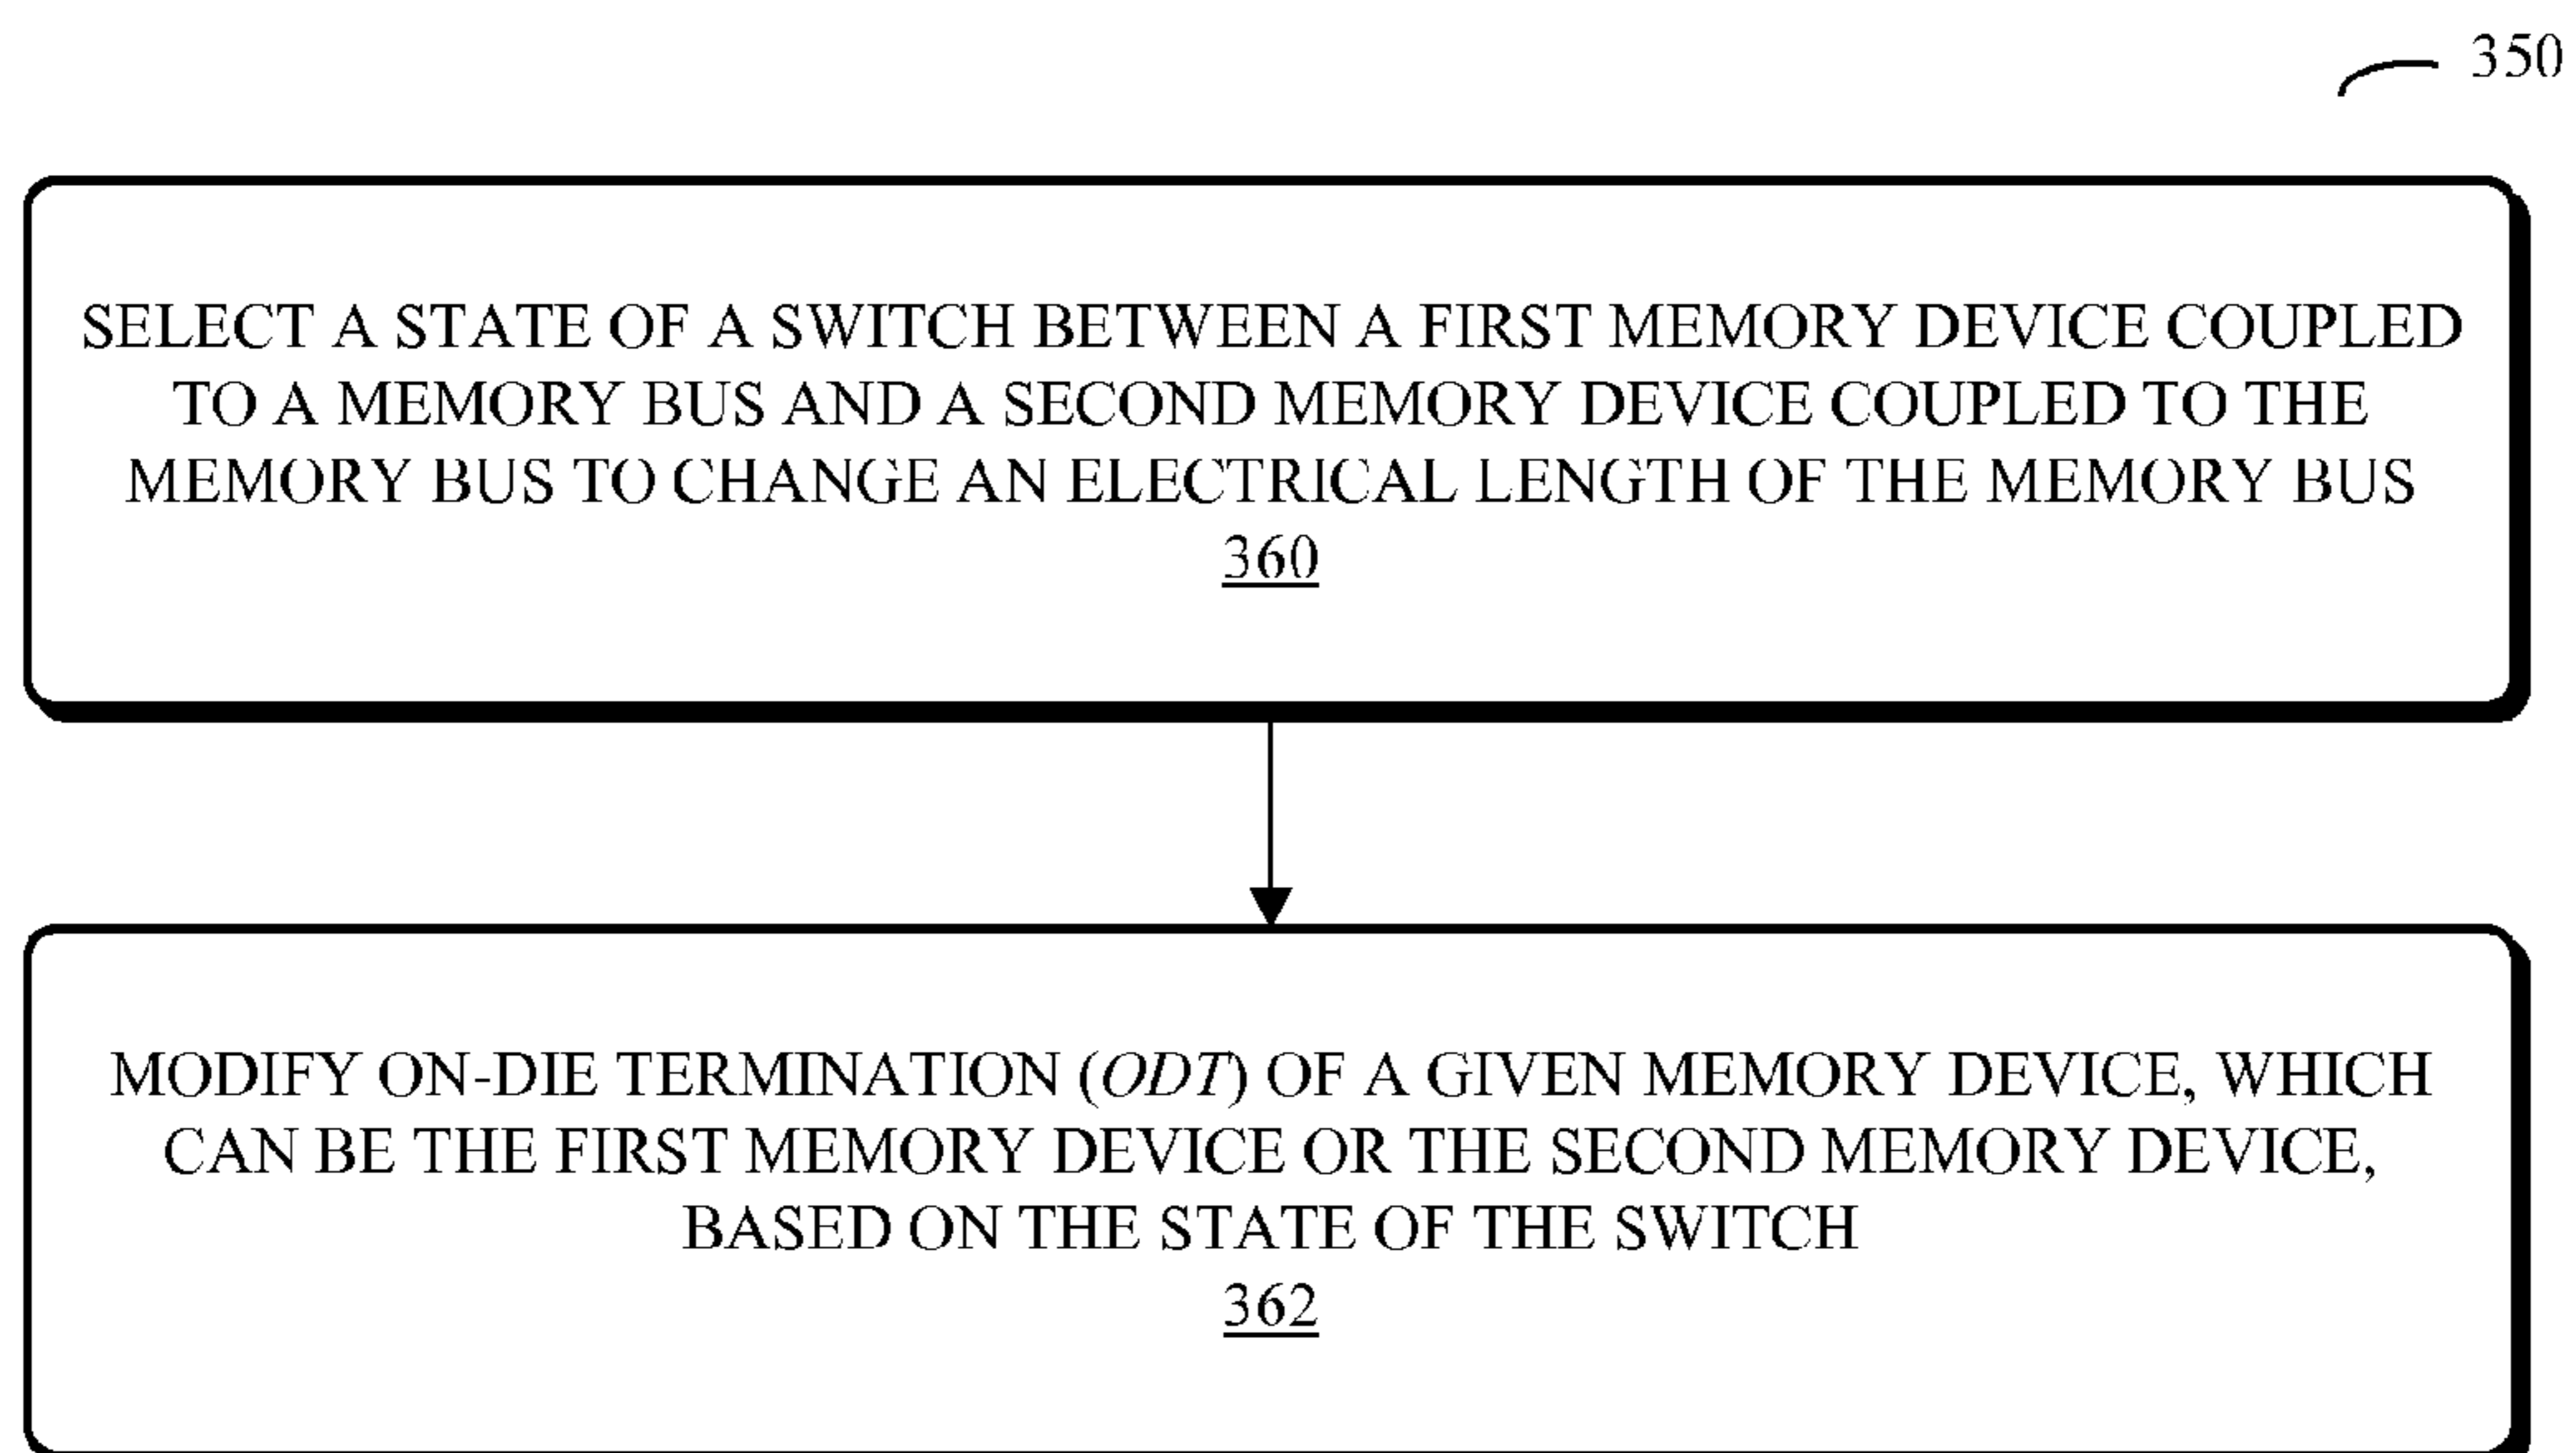 350
SELECT A STATE OF A SWITCH BETWEEN A FIRST MEMORY DEVICE COUPLED
TO A MEMORY BUS AND A SECOND MEMORY DEVICE COUPLED TO THE
MEMORY BUS TO CHANGE AN ELECTRICAL LENGTH OF THE MEMORY BUS
360
MODIFY ON-DIE TERMINATION (ODT) OF A GIVEN MEMORY DEVICE, WHICH
CAN BE THE FIRST MEMORY DEVICE OR THE SECOND MEMORY DEVICE,
BASED ON THE STATE OF THE SWITCH
362